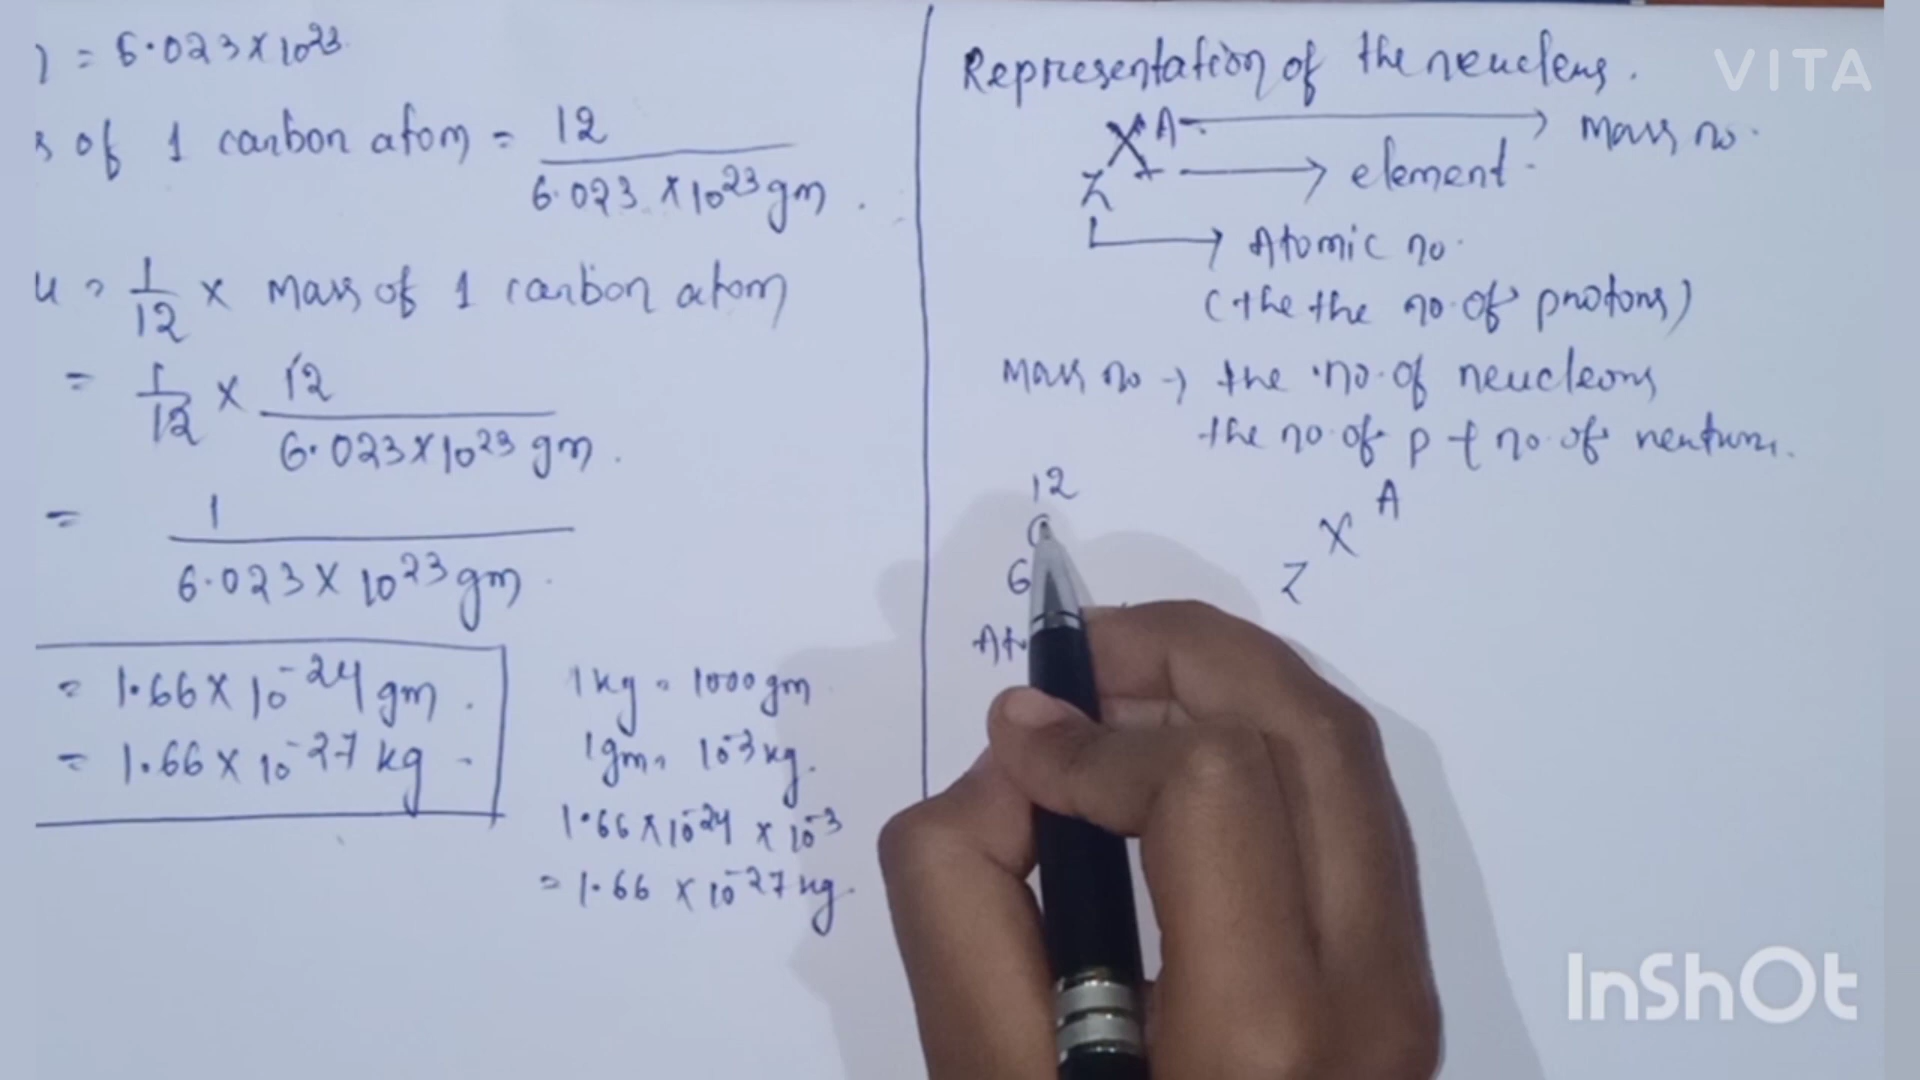 ) = 6.023 × 10²³
s of 1 carbon atom = 12 / 6.023 × 10²³ gm.
u = 1/12 × Mass of 1 carbon atom
= 1/12 × 12 / 6.023 × 10²³ gm.
= 1 / 6.023 × 10²³ gm.
= 1.66 × 10⁻²⁴ gm.
= 1.66 × 10⁻²⁷ kg.
1 kg = 1000 gm
1 gm = 10⁻³ kg.
1.66 × 10⁻²⁴ × 10⁻³
= 1.66 × 10⁻²⁷ kg.
Representation of the neucleus.
X A → Mass no.
Z → element.
→ Atomic no.
(the the no. of protons)
Mass no → the no. of neucleons
the no. of p + no. of
12
C
6
At
Z X A
VITA
InShOt